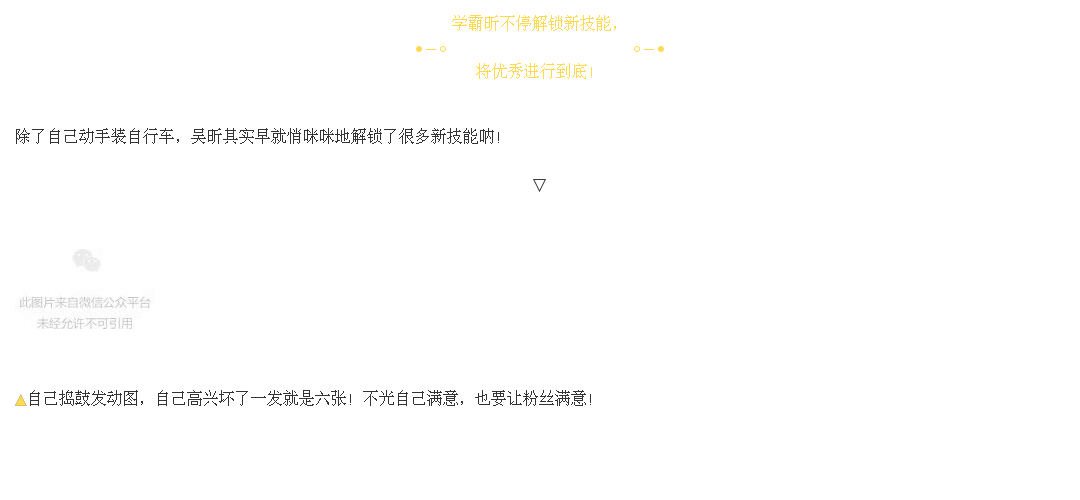 学霸昕不停解锁新技能，
将优秀进行到底！
除了自己动手装自行车，吴昕其实早就悄咪咪地解锁了很多新技能呐！
▽
此图片来自微信公众平台
未经允许不可引用
▲自己捣鼓发动图，自己高兴坏了一发就是六张！不光自己满意，也要让粉丝满意！